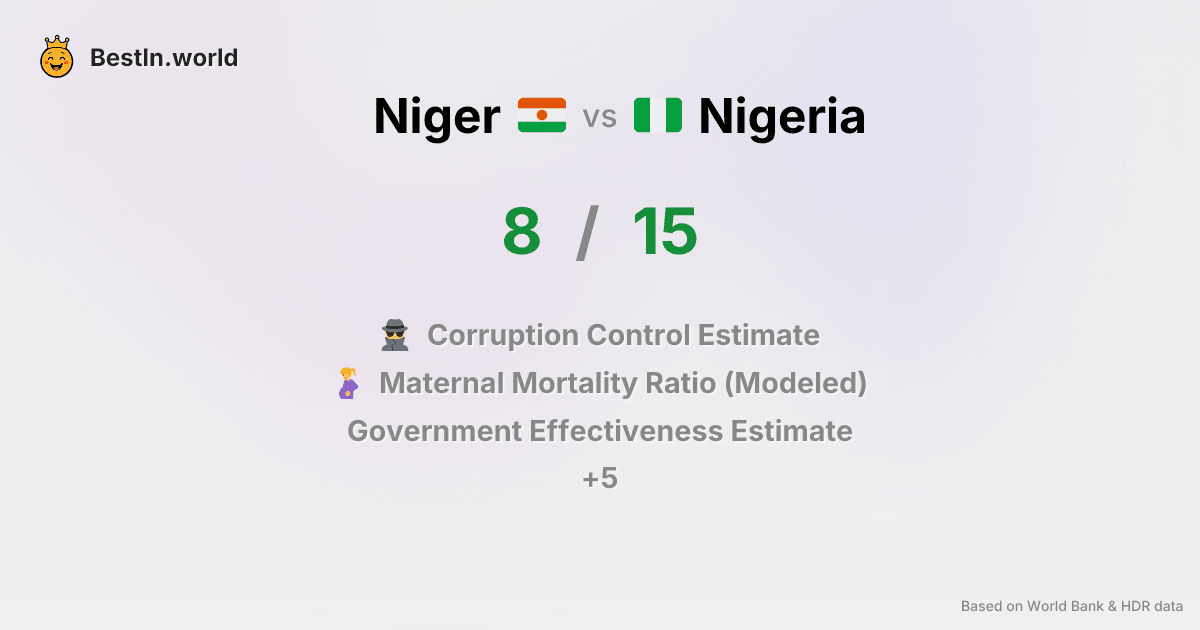 BestIn.world
Niger vs Nigeria
8 / 15
Corruption Control Estimate
Maternal Mortality Ratio (Modeled)
Government Effectiveness Estimate
+5
Based on World Bank & HDR data